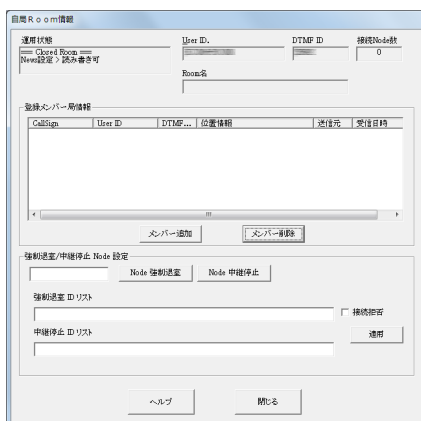 自局Ｒｏｏｍ情報
運用状態
User ID.
DTMF ID
接続Node数
=== Closed Room ===
News設定 > 読み書き可
0
Room名
登録メンバー局情報
CallSign User ID DTMF... 位置情報 送信元 受信日時
メンバー追加 メンバー削除
強制退室/中継停止 Node 設定
Node 強制退室 Node 中継停止
強制退室 ID リスト
接続拒否
中継停止 ID リスト
適用
ヘルプ 閉じる